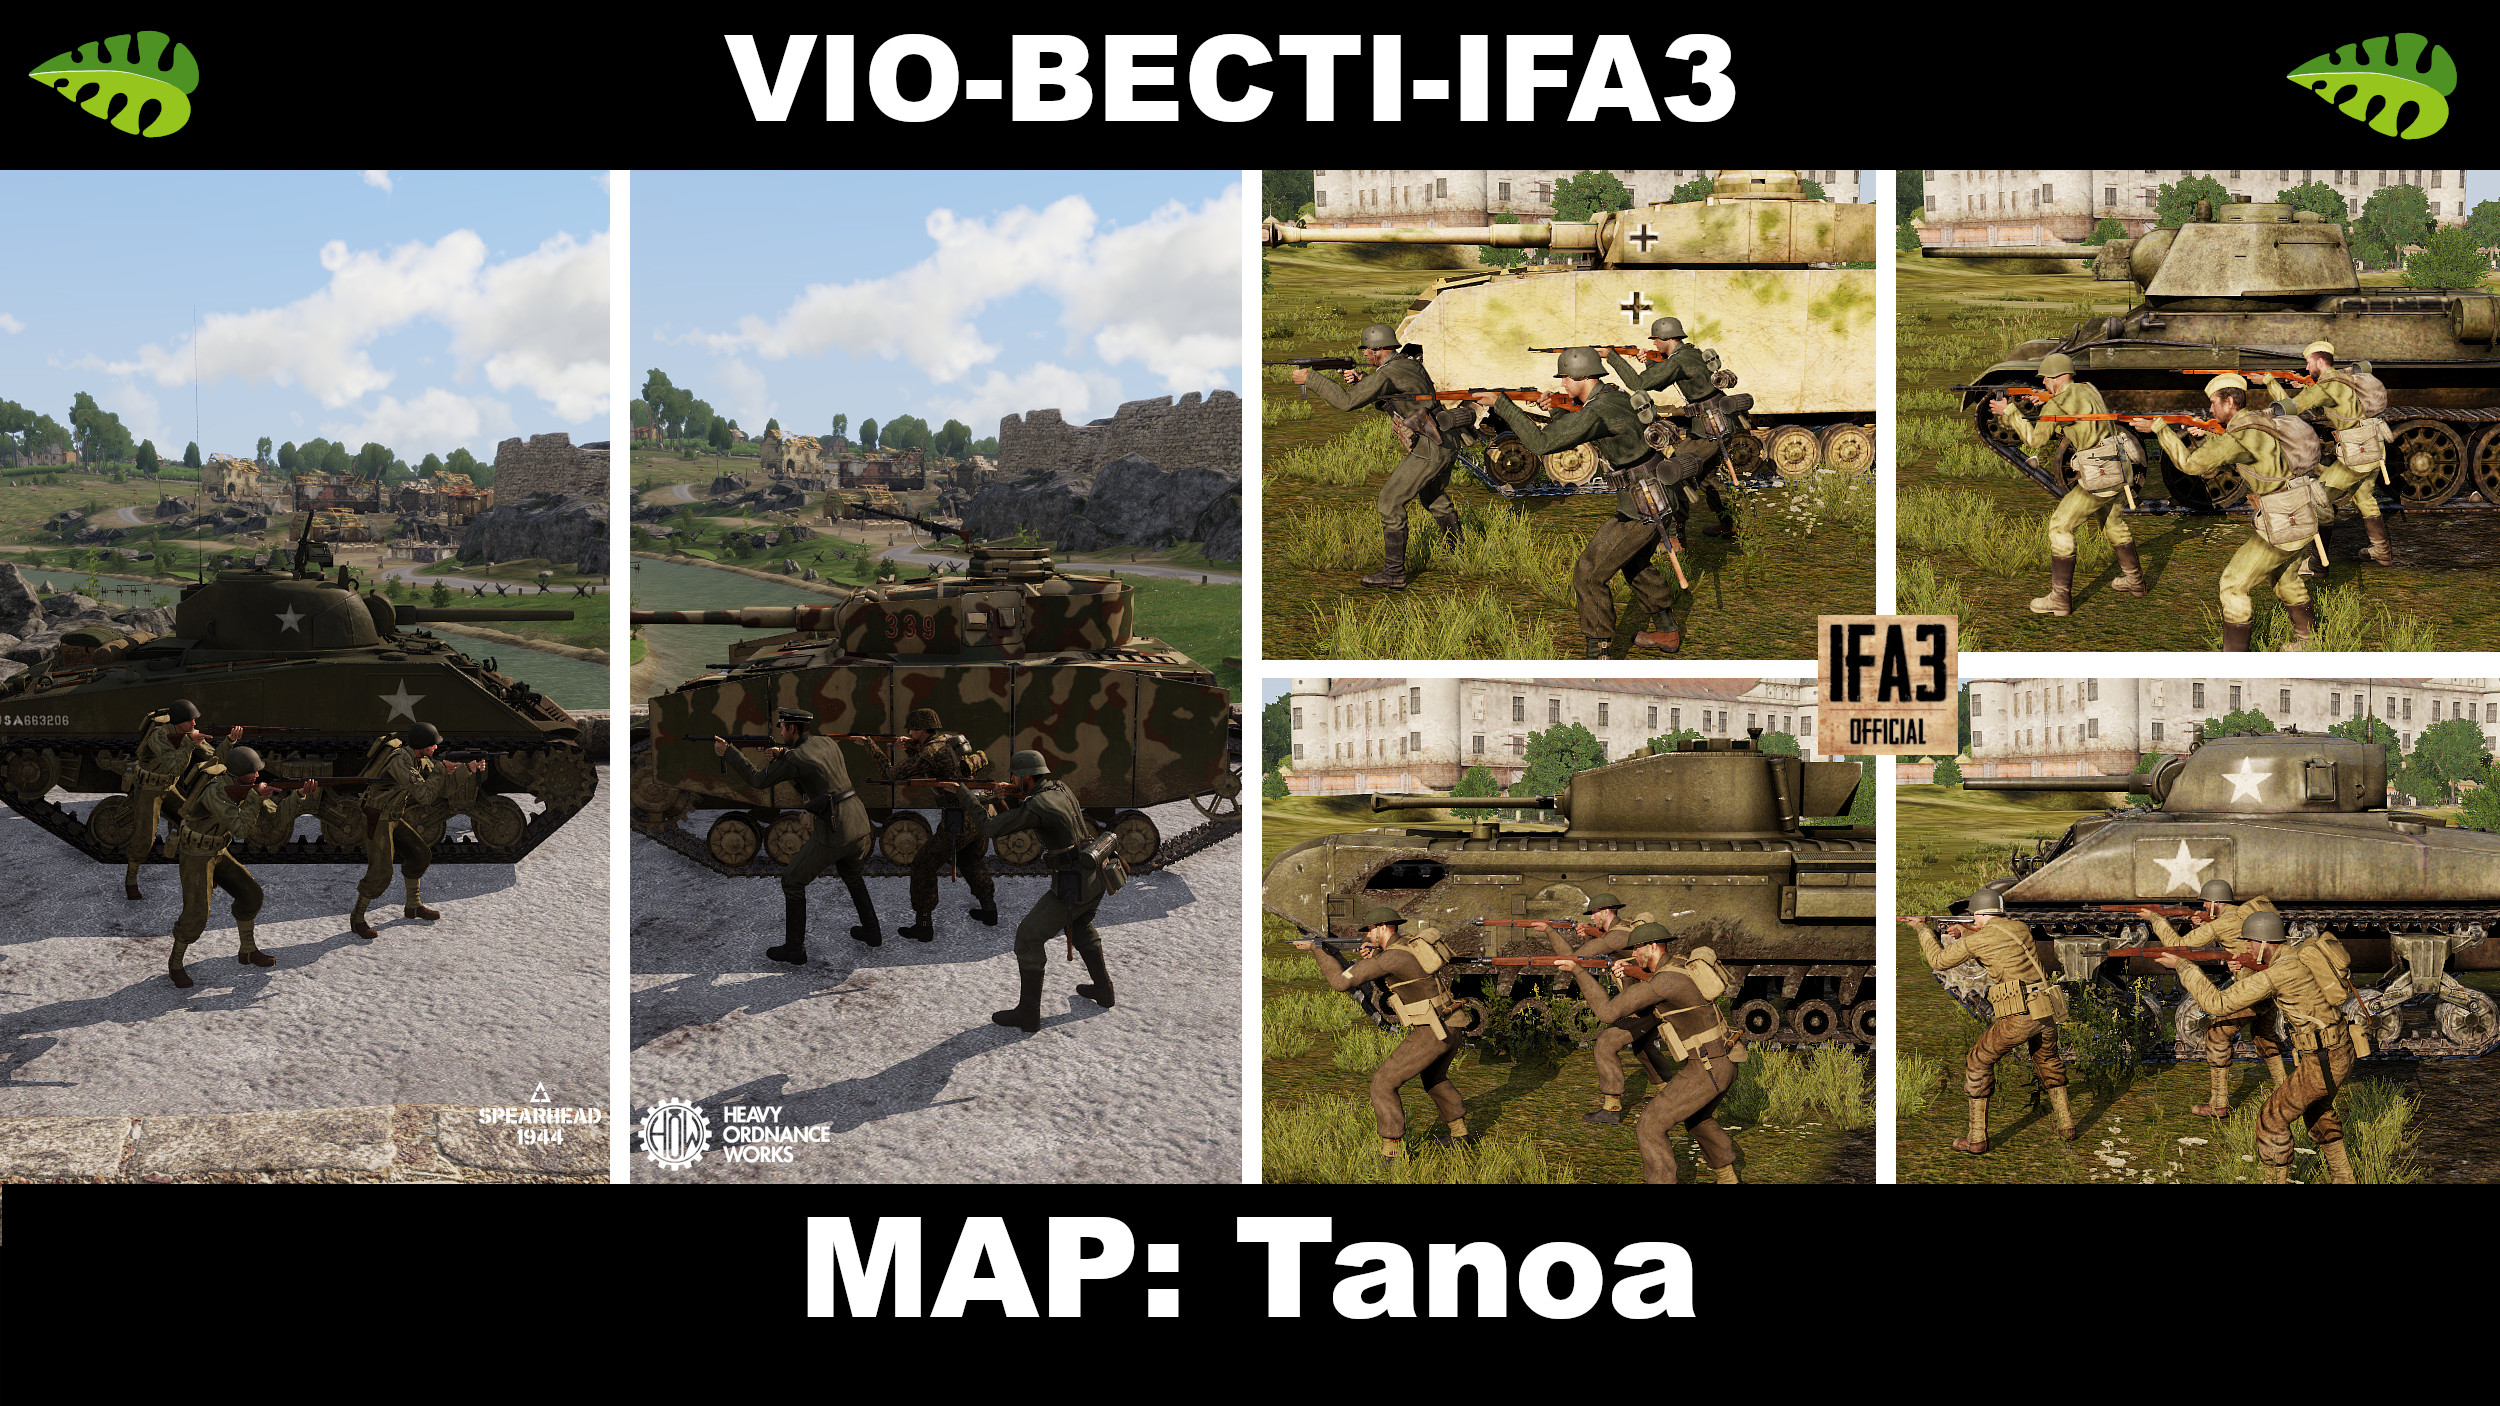 VIO-BECTI-IFA3
339
USA663206
IFA3
OFFICIAL
SPEARHEAD
1944
HOW
HEAVY
ORDNANCE
WORKS
MAP: Tanoa